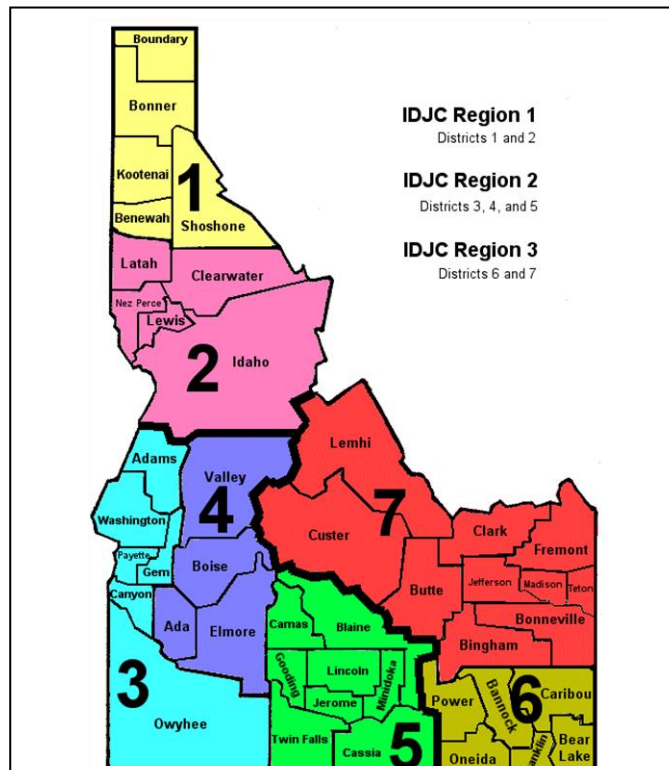 Boundary
Bonner
IDJC Region 1
Districts 1 and 2
Kootenai
1
IDJC Region 2
Districts 3, 4, and 5
Benewah
Shoshone
IDJC Region 3
Districts 6 and 7
Latah
Clearwater
Nez Perce
Lewis
Idaho
2
Lemhi
Adams
Valley
7
Washington
4
Custer
Clark
Fremont
Payette
Gem
Boise
Butte
Jefferson
Madison
Teton
Canyon
Ada
Elmore
Camas
Blaine
Bonneville
Bingham
Gooding
Lincoln
Minidoka
3
Jerome
Power
Bannock
6
Caribou
Owyhee
Twin Falls
Cassia
5
Oneida
Bear
Lake